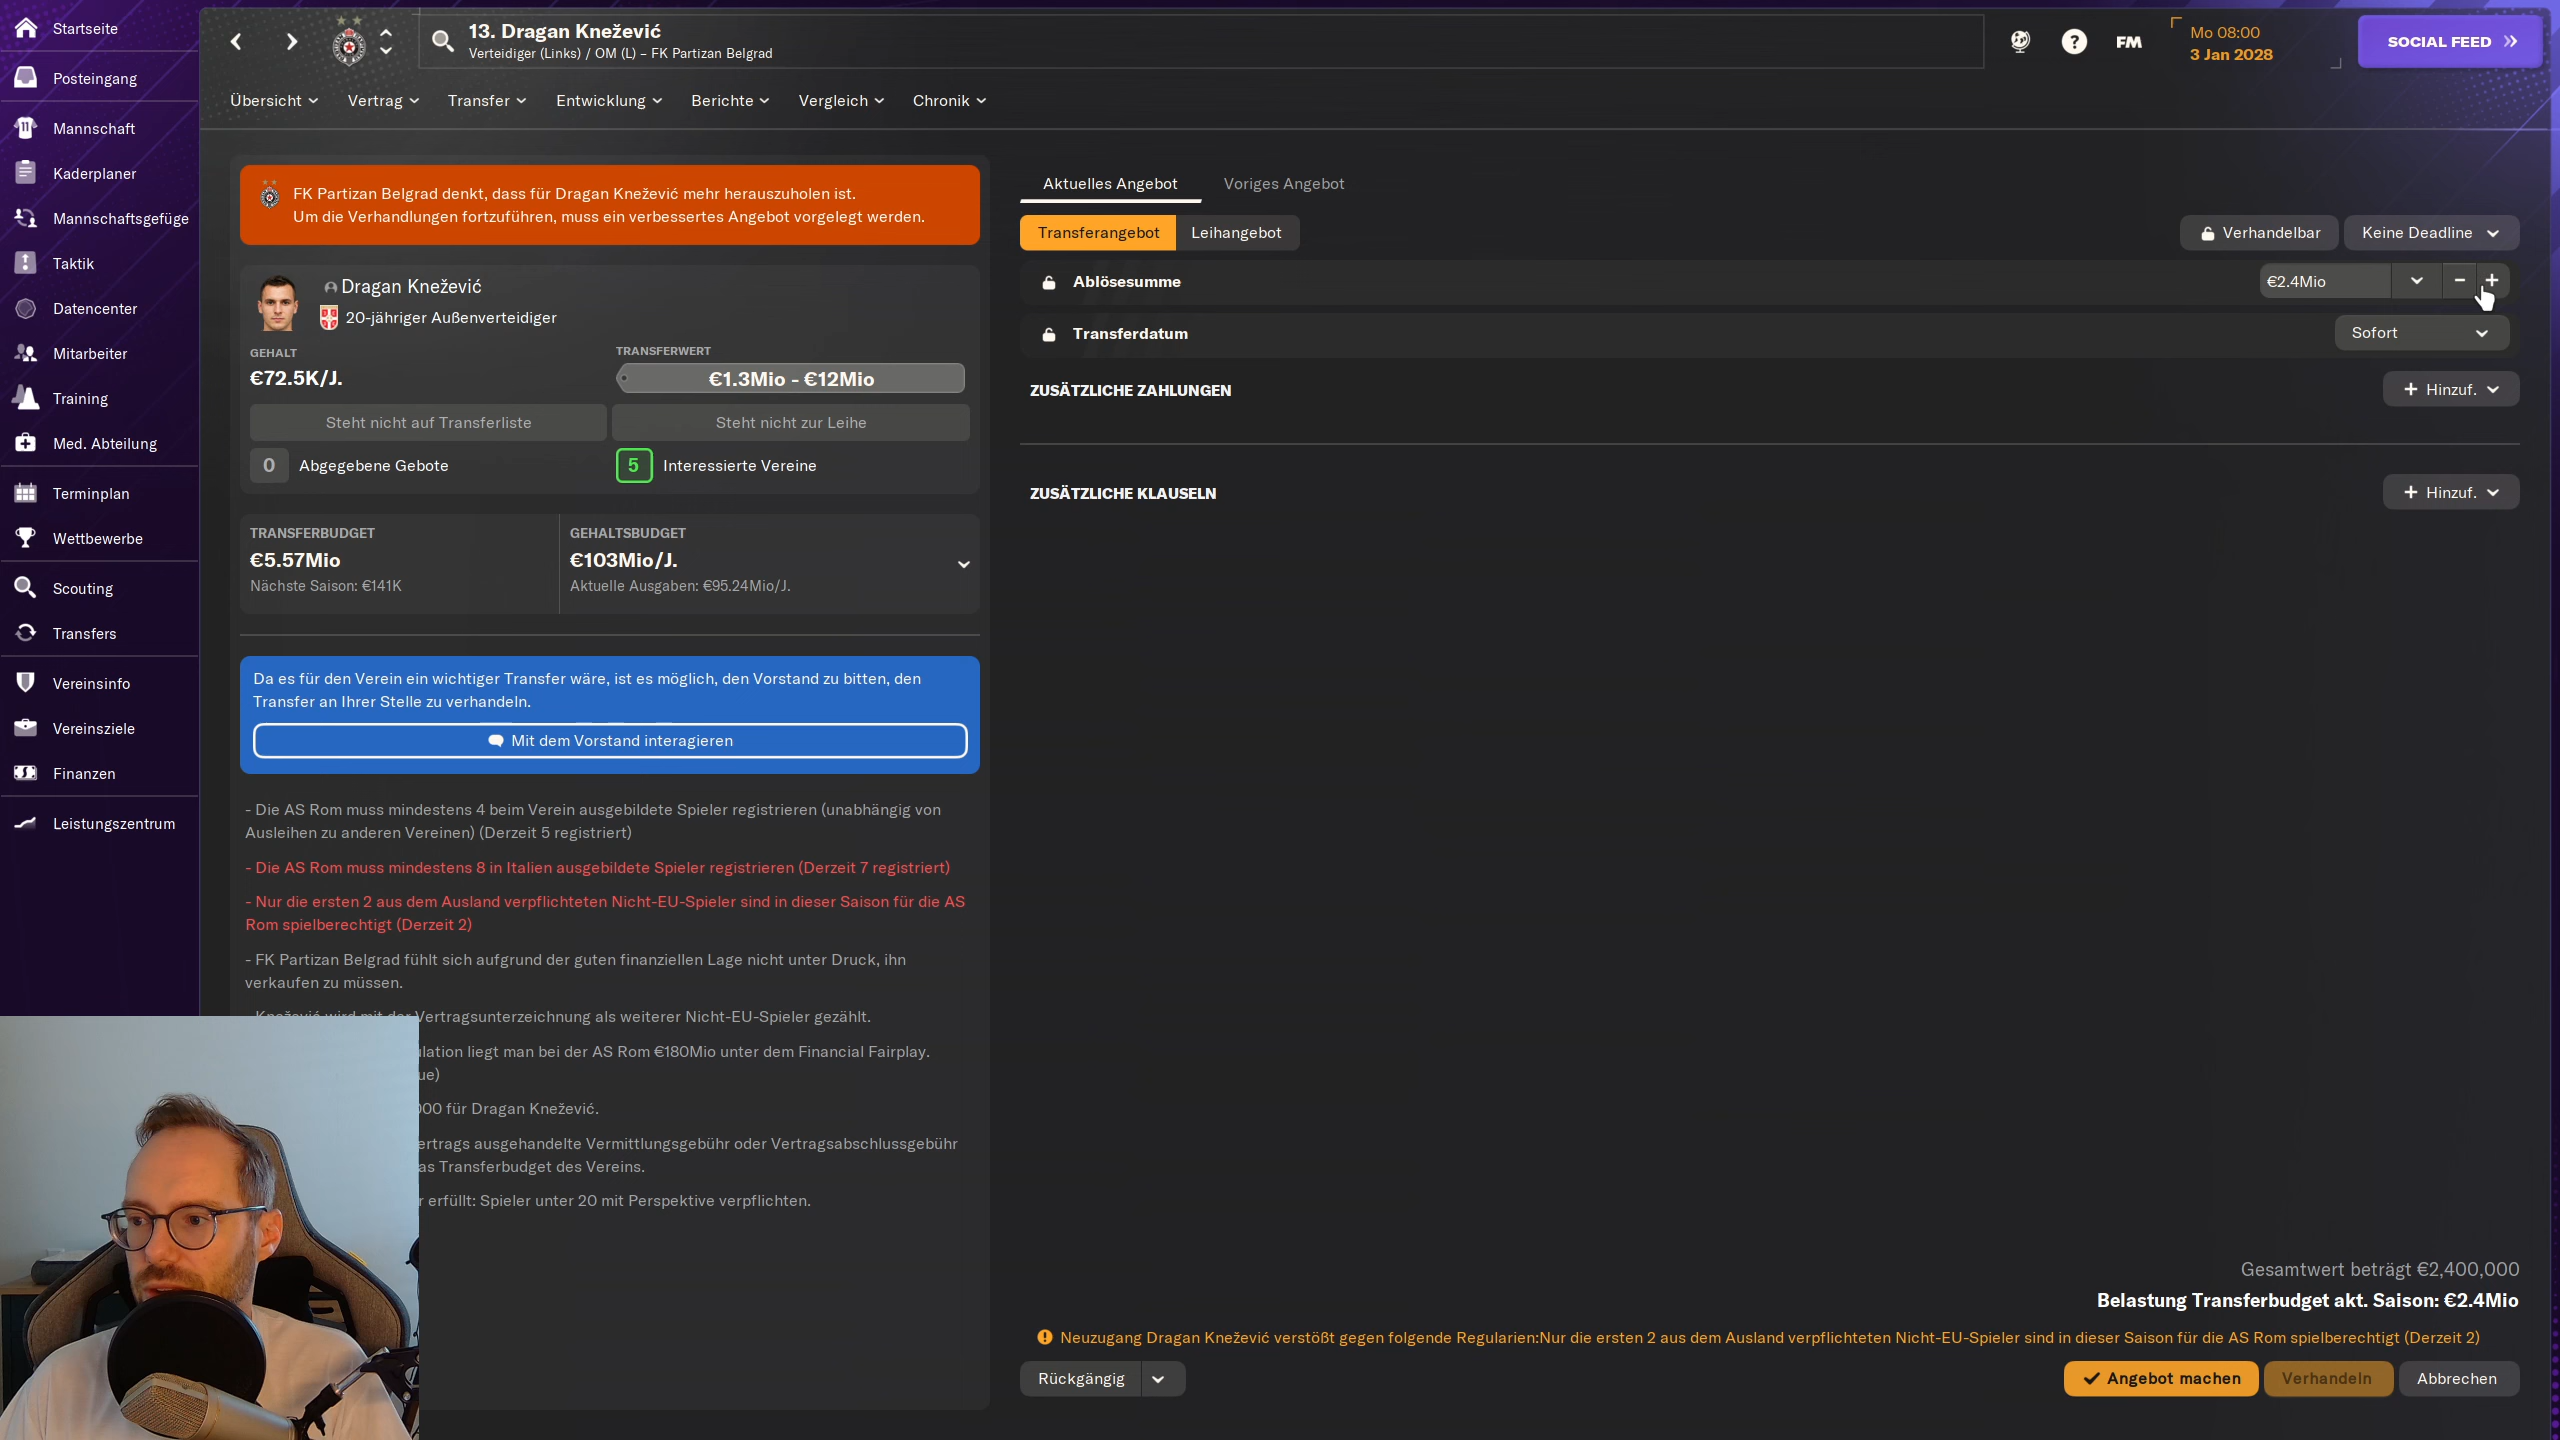 Startseite
Posteingang
Mannschaft
Kaderplaner
Mannschaftsgefüge
Taktik
Datencenter
Mitarbeiter
Training
Med. Abteilung
Terminplan
Wettbewerbe
Scouting
Transfers
Vereinsinfo
Vereinsziele
Finanzen
Leistungszentrum
13. Dragan Knežević
Verteidiger (Links) / OM (L) – FK Partizan Belgrad
FM
Mo 08:00
3 Jan 2028
SOCIAL FEED
Übersicht Vertrag Transfer Entwicklung Berichte Vergleich Chronik
FK Partizan Belgrad denkt, dass für Dragan Knežević mehr herauszuholen ist.
Um die Verhandlungen fortzuführen, muss ein verbessertes Angebot vorgelegt werden.
Dragan Knežević
20-jähriger Außenverteidiger
GEHALT
€72.5K/J.
TRANSFERWERT
€1.3Mio - €12Mio
Steht nicht auf Transferliste
Steht nicht zur Leihe
0 Abgegebene Gebote
5 Interessierte Vereine
TRANSFERBUDGET
€5.57Mio
Nächste Saison: €141K
GEHALTSBUDGET
€103Mio/J.
Aktuelle Ausgaben: €95.24Mio/J.
Da es für den Verein ein wichtiger Transfer wäre, ist es möglich, den Vorstand zu bitten, den
Transfer an Ihrer Stelle zu verhandeln.
Mit dem Vorstand interagieren
- Die AS Rom muss mindestens 4 beim Verein ausgebildete Spieler registrieren (unabhängig von
Ausleihen zu anderen Vereinen) (Derzeit 5 registriert)
- Die AS Rom muss mindestens 8 in Italien ausgebildete Spieler registrieren (Derzeit 7 registriert)
- Nur die ersten 2 aus dem Ausland verpflichteten Nicht-EU-Spieler sind in dieser Saison für die AS
Rom spielberechtigt (Derzeit 2)
- FK Partizan Belgrad fühlt sich aufgrund der guten finanziellen Lage nicht unter Druck, ihn
verkaufen zu müssen.
- Knežević wird mit der Vertragsunterzeichnung als weiterer Nicht-EU-Spieler gezählt.
liegt man bei der AS Rom €180Mio unter dem Financial Fairplay.
für Dragan Knežević.
ausgehandelte Vermittlungsgebühr oder Vertragsabschlussgebühr
Transferbudget des Vereins.
erfüllt: Spieler unter 20 mit Perspektive verpflichten.
Aktuelles Angebot
Voriges Angebot
Transferangebot
Leihangebot
Verhandelbar
Keine Deadline
Ablösesumme
€2.4Mio
Transferdatum
Sofort
ZUSÄTZLICHE ZAHLUNGEN
+ Hinzuf.
ZUSÄTZLICHE KLAUSELN
+ Hinzuf.
Gesamtwert beträgt €2,400,000
Belastung Transferbudget akt. Saison: €2.4Mio
Neuzugang Dragan Knežević verstößt gegen folgende Regularien:Nur die ersten 2 aus dem Ausland verpflichteten Nicht-EU-Spieler sind in dieser Saison für die AS Rom spielberechtigt (Derzeit 2)
Rückgängig
Angebot machen
Verhandeln
Abbrechen